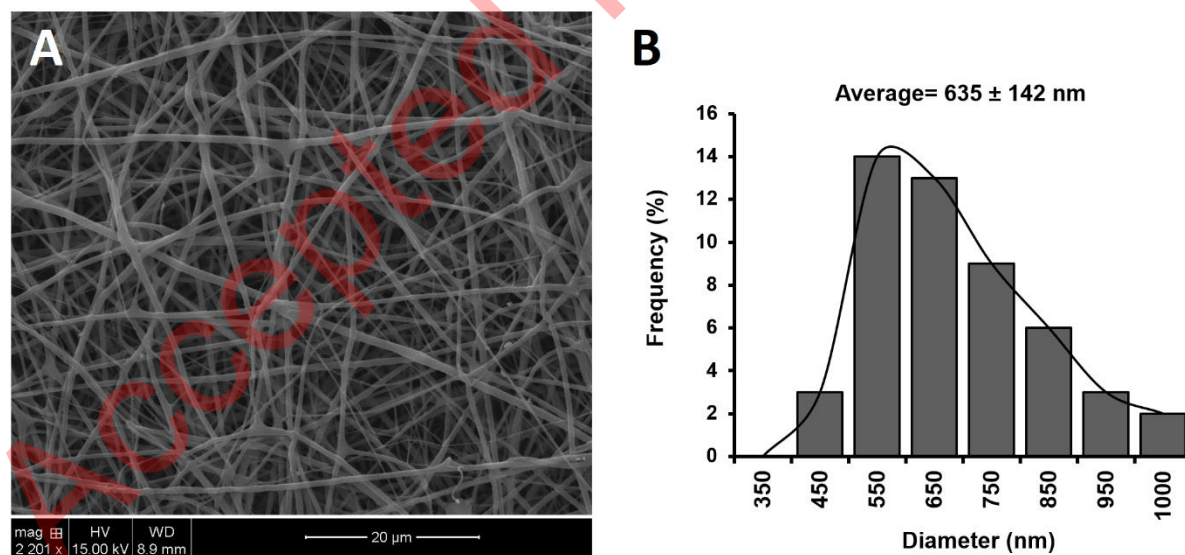 A
Accepted
mag HV WD
2 201 x 15.00 kV 8.9 mm 20 µm
B
Average= 635 ± 142 nm
Frequency (%)
16
14
12
10
8
6
4
2
0
350 450 550 650 750 850 950 1000
Diameter (nm)